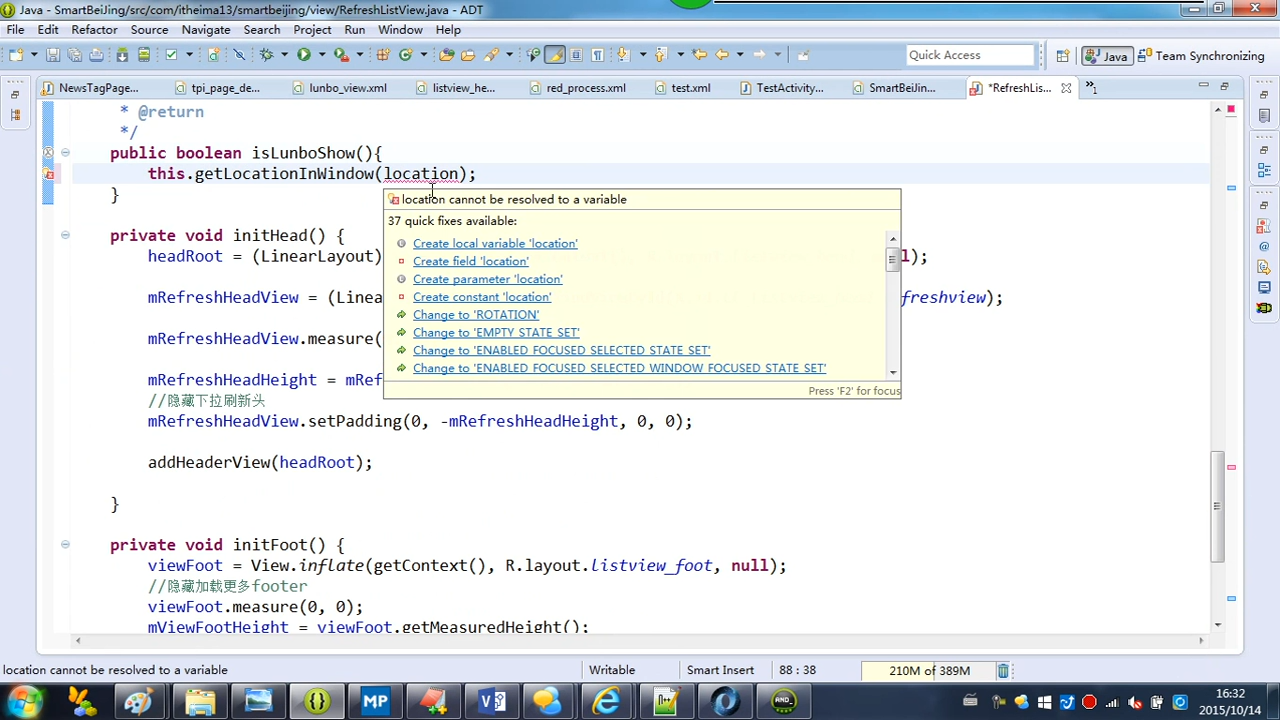 Java - SmartBeiJing/src/com/itheima13/smartbeijing/view/RefreshListView.java - ADT
File Edit Refactor Source Navigate Search Project Run Window Help
Quick Access
Java
Team Synchronizing
NewsTagPage...
tpi_page_de...
lunbo_view.xml
listview_he...
red_process.xml
test.xml
TestActivity...
SmartBeiJin...
*RefreshLis...
»1
* @return
*/
public boolean isLunboShow(){
this.getLocationInWindow(location);
}
location cannot be resolved to a variable
37 quick fixes available:
Create local variable 'location'
Create field 'location'
Create parameter 'location'
Create constant 'location'
Change to 'ROTATION'
Change to 'EMPTY_STATE_SET'
Change to 'ENABLED_FOCUSED_SELECTED_STATE_SET'
Change to 'ENABLED_FOCUSED_SELECTED_WINDOW_FOCUSED_STATE_SET'
Press 'F2' for focus
private void initHead() {
headRoot = (LinearLayout) l);
mRefreshHeadView = (Line freshview);
mRefreshHeadView.measure(
mRefreshHeadHeight = mRef
//隐藏下拉刷新头
mRefreshHeadView.setPadding(0, -mRefreshHeadHeight, 0, 0);
addHeaderView(headRoot);
}
private void initFoot() {
viewFoot = View.inflate(getContext(), R.layout.listview_foot, null);
//隐藏加载更多footer
viewFoot.measure(0, 0);
mViewFootHeight = viewFoot.getMeasuredHeight();
location cannot be resolved to a variable
Writable
Smart Insert
88 : 38
210M of 389M
MP
16:32
2015/10/14